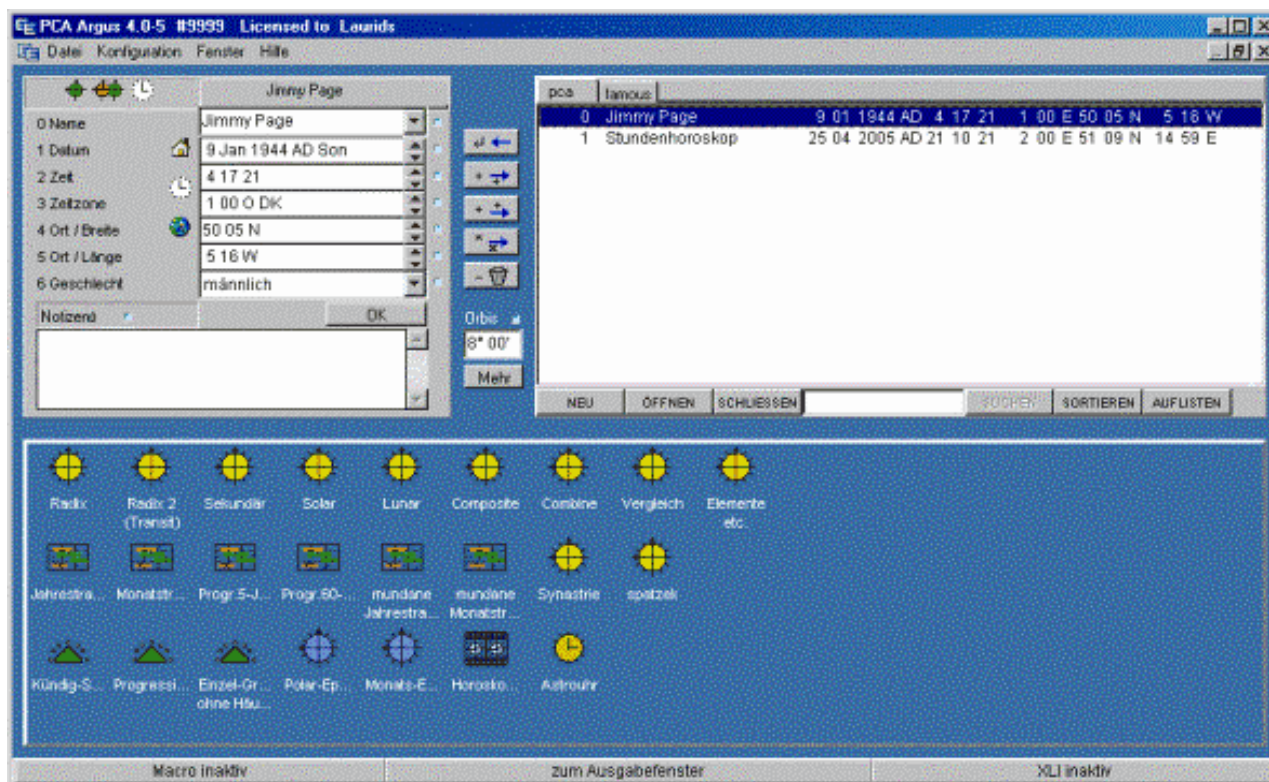 PCA Argus 4.0-5 #9999 Licensed to Laurids
Datei Konfiguration Fenster Hilfe
Jimmy Page
0 Name Jimmy Page
1 Datum 9 Jan 1944 AD Son
2 Zeit 4 17 21
3 Zeitzone 1 00 O DK
4 Ort / Breite 50 05 N
5 Ort / Länge 5 16 W
6 Geschlecht männlich
Notizen OK
Orbis
8° 00'
Mehr
pca famous
0 Jimmy Page 9 01 1944 AD 4 17 21 1 00 E 50 05 N 5 16 W
1 Stundenhoroskop 25 04 2005 AD 21 10 21 2 00 E 51 09 N 14 59 E
NEU ÖFFNEN SCHLIESSEN SUCHEN SORTIEREN AUFLISTEN
Radix Radix 2 (Transit) Sekundär Solar Lunar Composite Combine Vergleich Elemente etc.
Jahrestra... Monatstr... Progr.5-J... Progr.60-... mundane Jahrestra... mundane Monatstr... Synastrie spatzek
Kündig-S... Progressi... Einzel-Gr... ohne Häu... Polar-Ep... Monats-E... Horosko... Astrouhr
Macro inaktiv zum Ausgabefenster XLI inaktiv